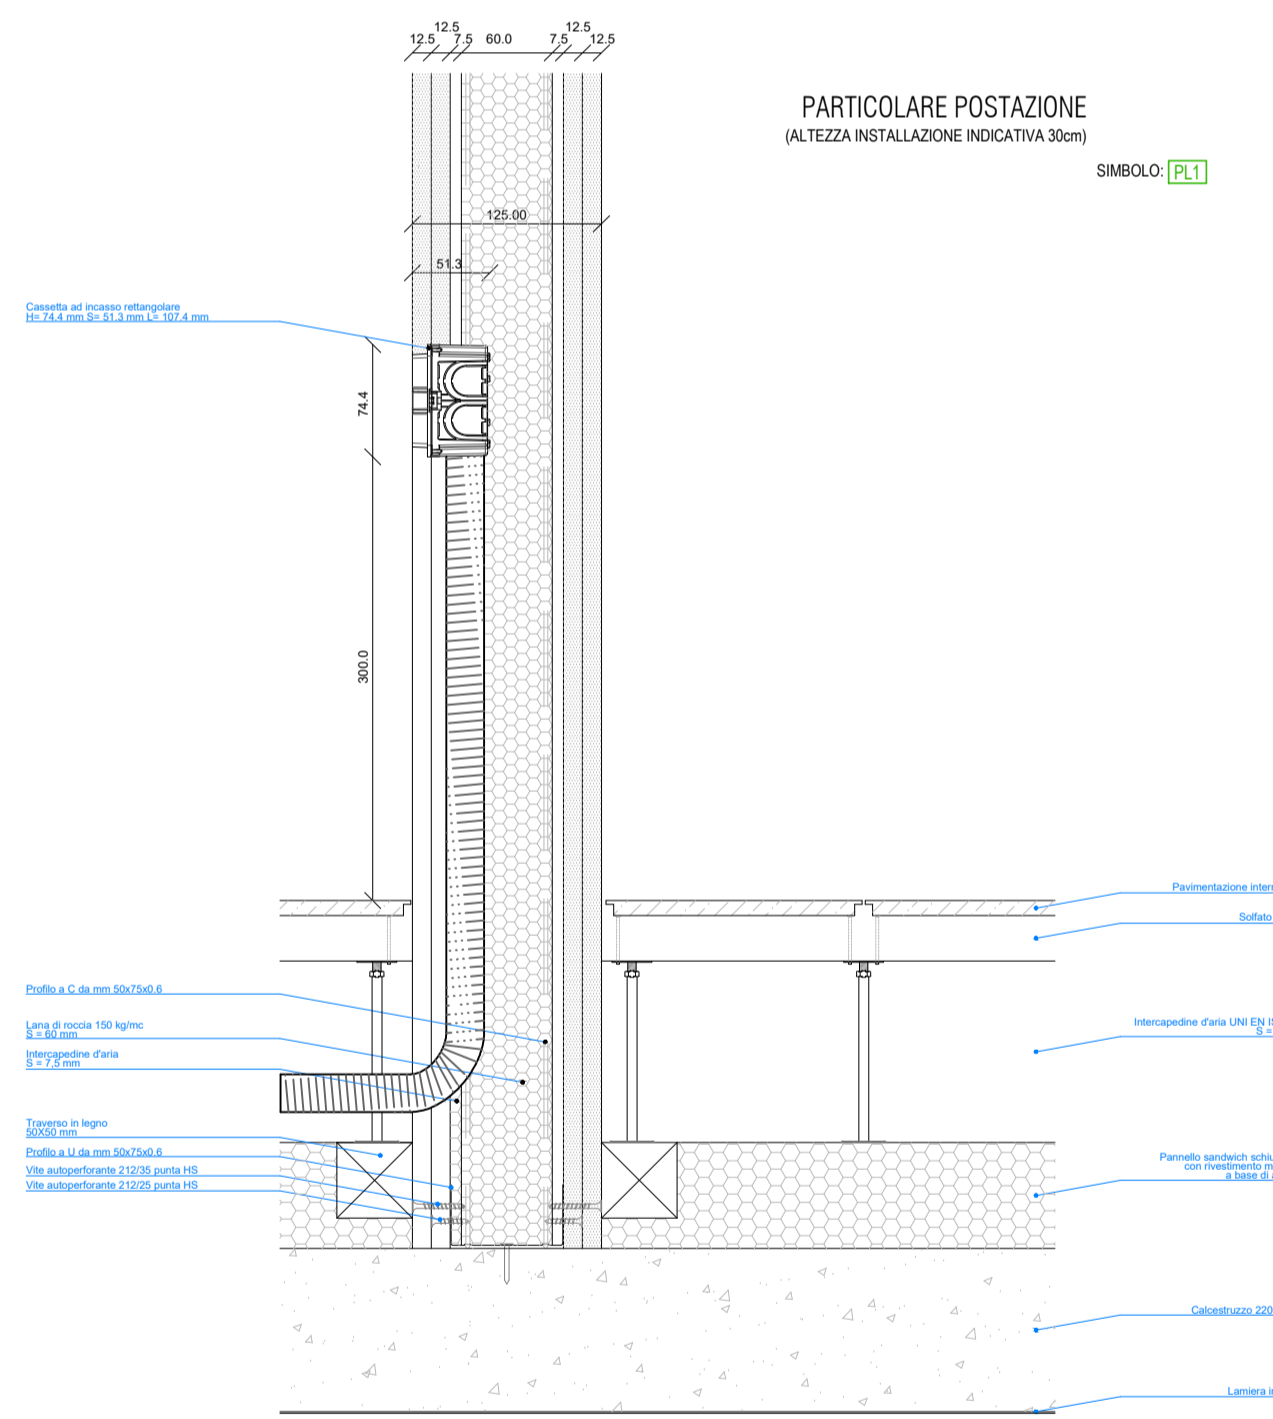 12.5
12.5 7.5 60.0 7.5 12.5 12.5
PARTICOLARE POSTAZIONE
(ALTEZZA INSTALLAZIONE INDICATIVA 30cm)
SIMBOLO: PL1
125.00
51.3
Cassetta ad incasso rettangolare
H= 74.4 mm S= 51.3 mm L= 107.4 mm
74.4
300.0
Pavimentazione
Solfato
Profilo a C da mm 50x75x0.6
Lana di roccia 150 kg/mc
S = 60 mm
Intercapedine d'aria UNI EN
S =
Intercapedine d'aria
S = 7,5 mm
Traverso in legno
50X50 mm
Profilo a U da mm 50x75x0.6
Vite autoperforante 212/35 punta HS
Vite autoperforante 212/25 punta HS
Pannello sandwich
con rivestimento
a base di
Calcestruzzo 220
Lamiera